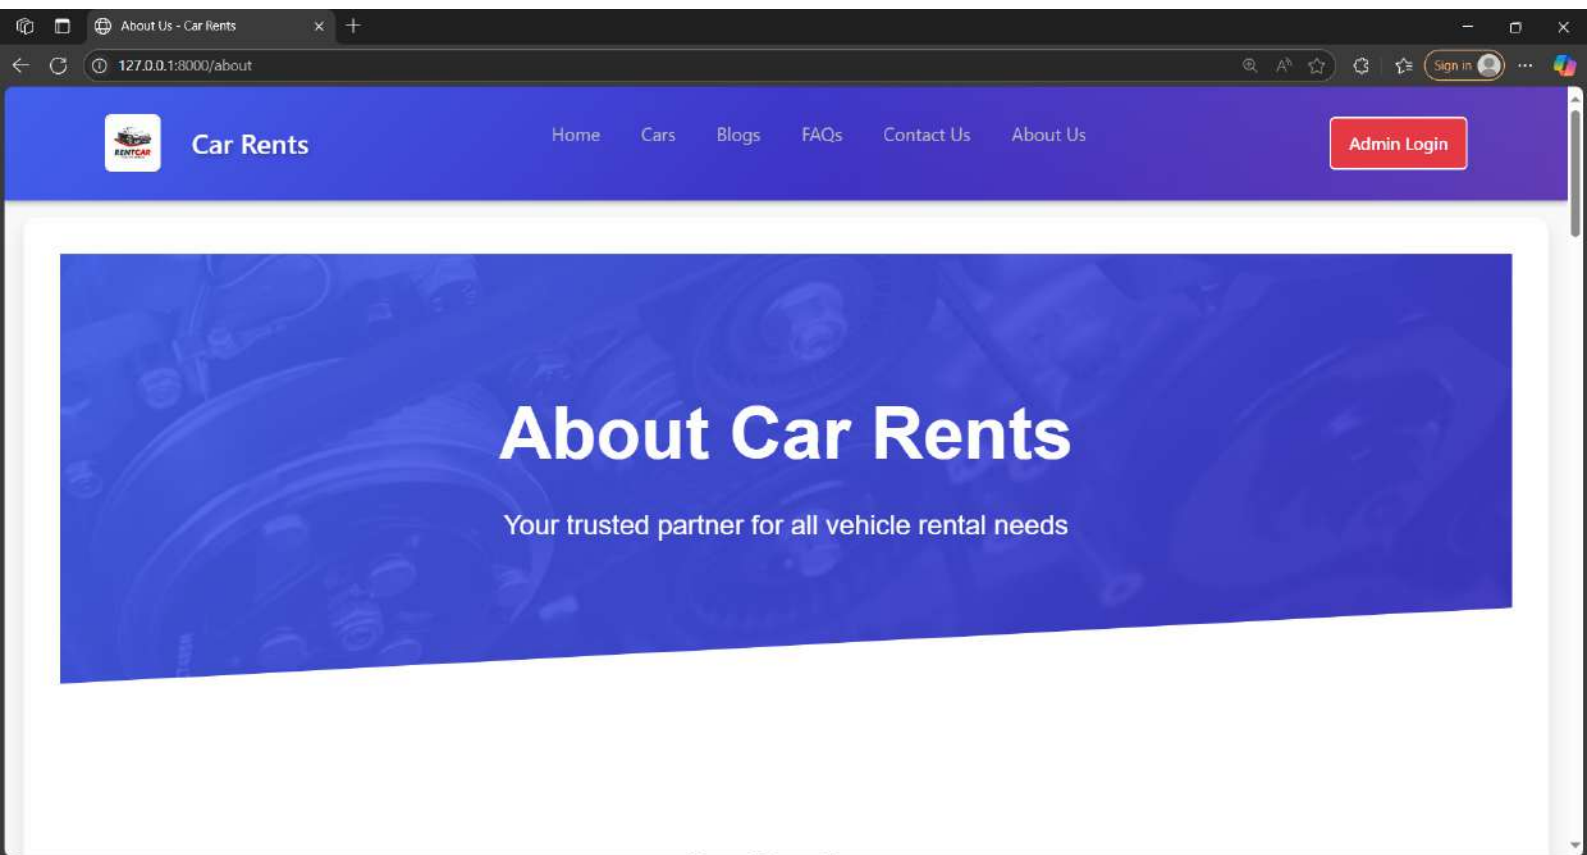 About Us - Car Rents
127.0.0.1:8000/about
Sign in
RENTCAR
Car Rents
Home Cars Blogs FAQs Contact Us About Us
Admin Login
About Car Rents
Your trusted partner for all vehicle rental needs